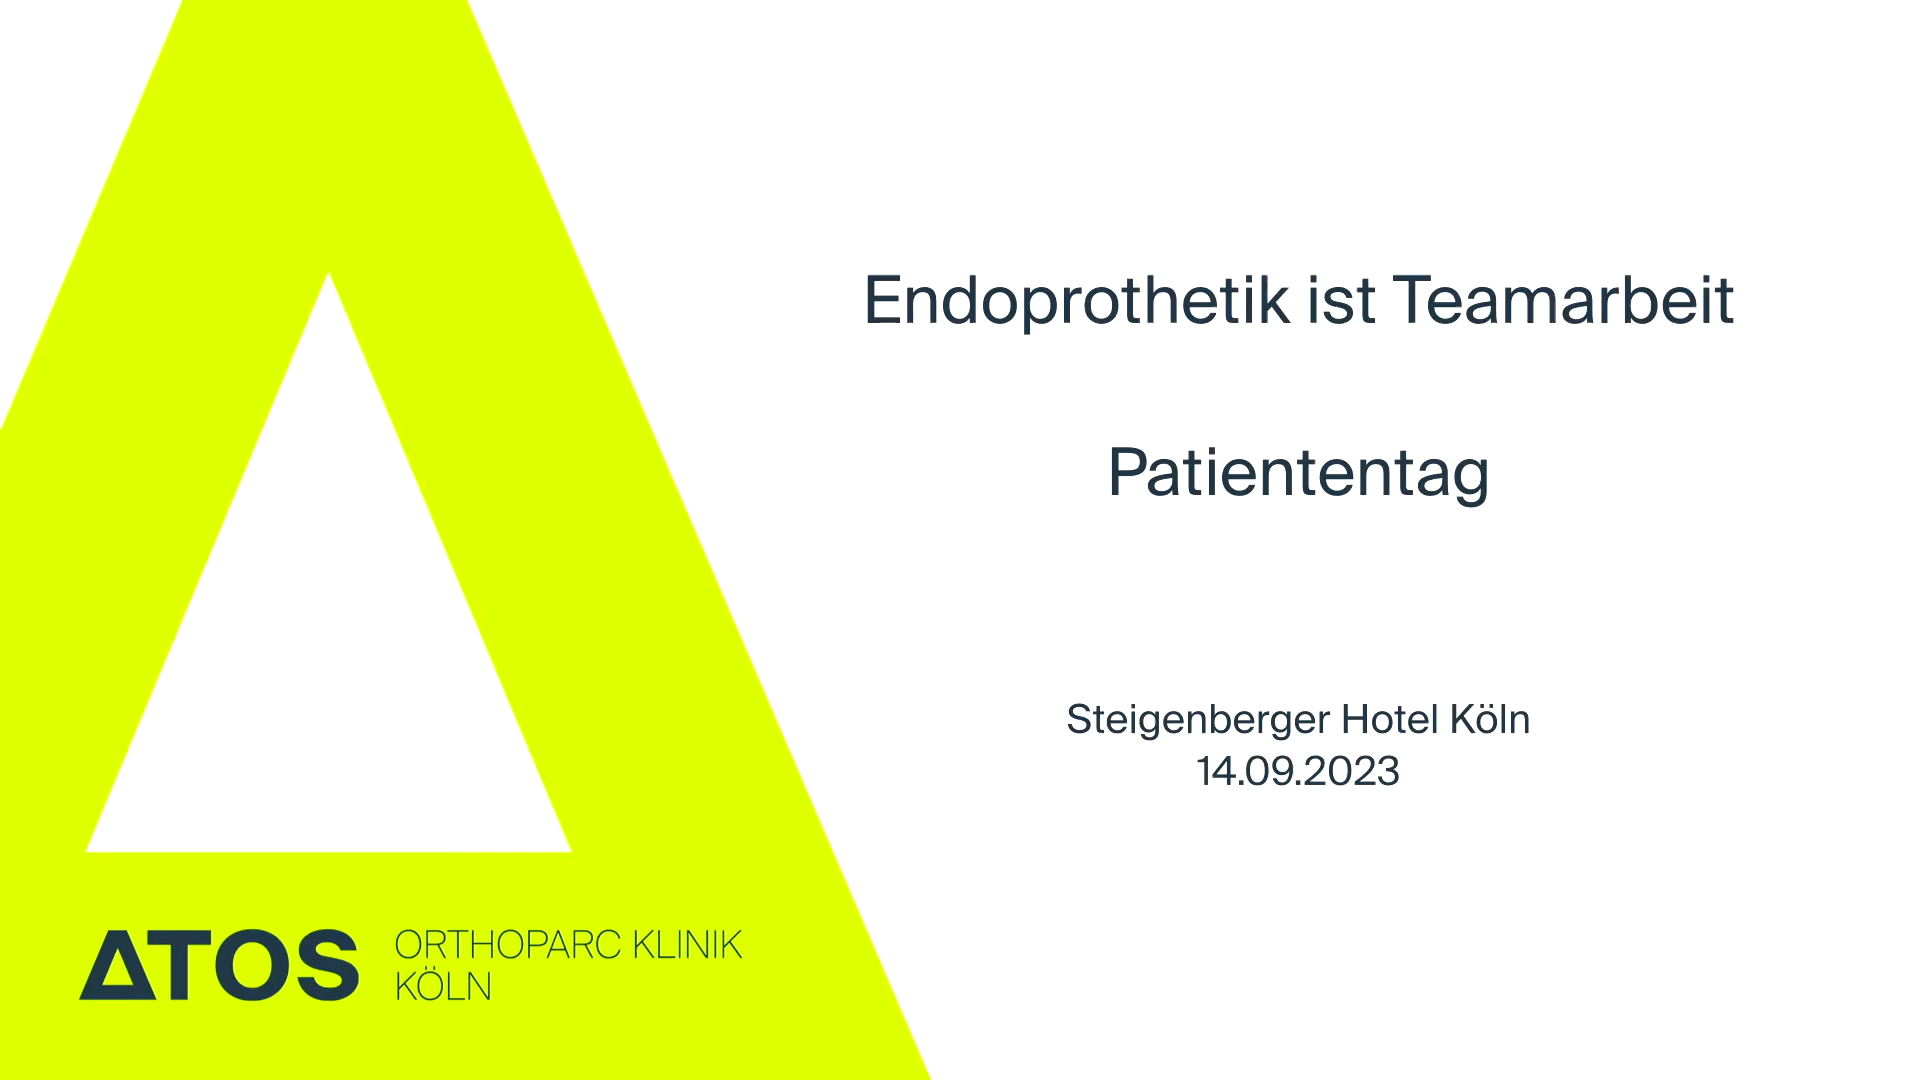 Endoprothetik ist Teamarbeit
Patiententag
Steigenberger Hotel Köln
14.09.2023
ATOS ORTHOPARC KLINIK
KÖLN